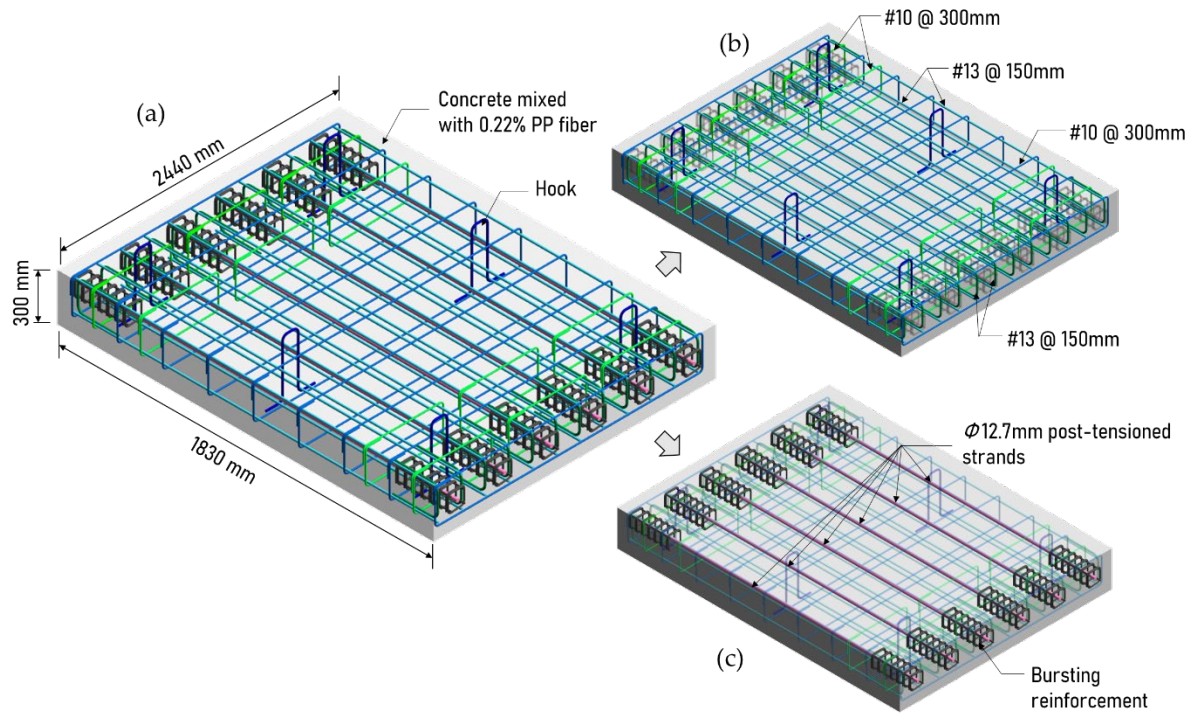 (a)
2440 mm
300 mm
1830 mm
Concrete mixed
with 0.22% PP fiber
Hook
(b)
#10 @ 300mm
#13 @ 150mm
#10 @ 300mm
#13 @ 150mm
Φ12.7mm post-tensioned
strands
(c)
Bursting
reinforcement